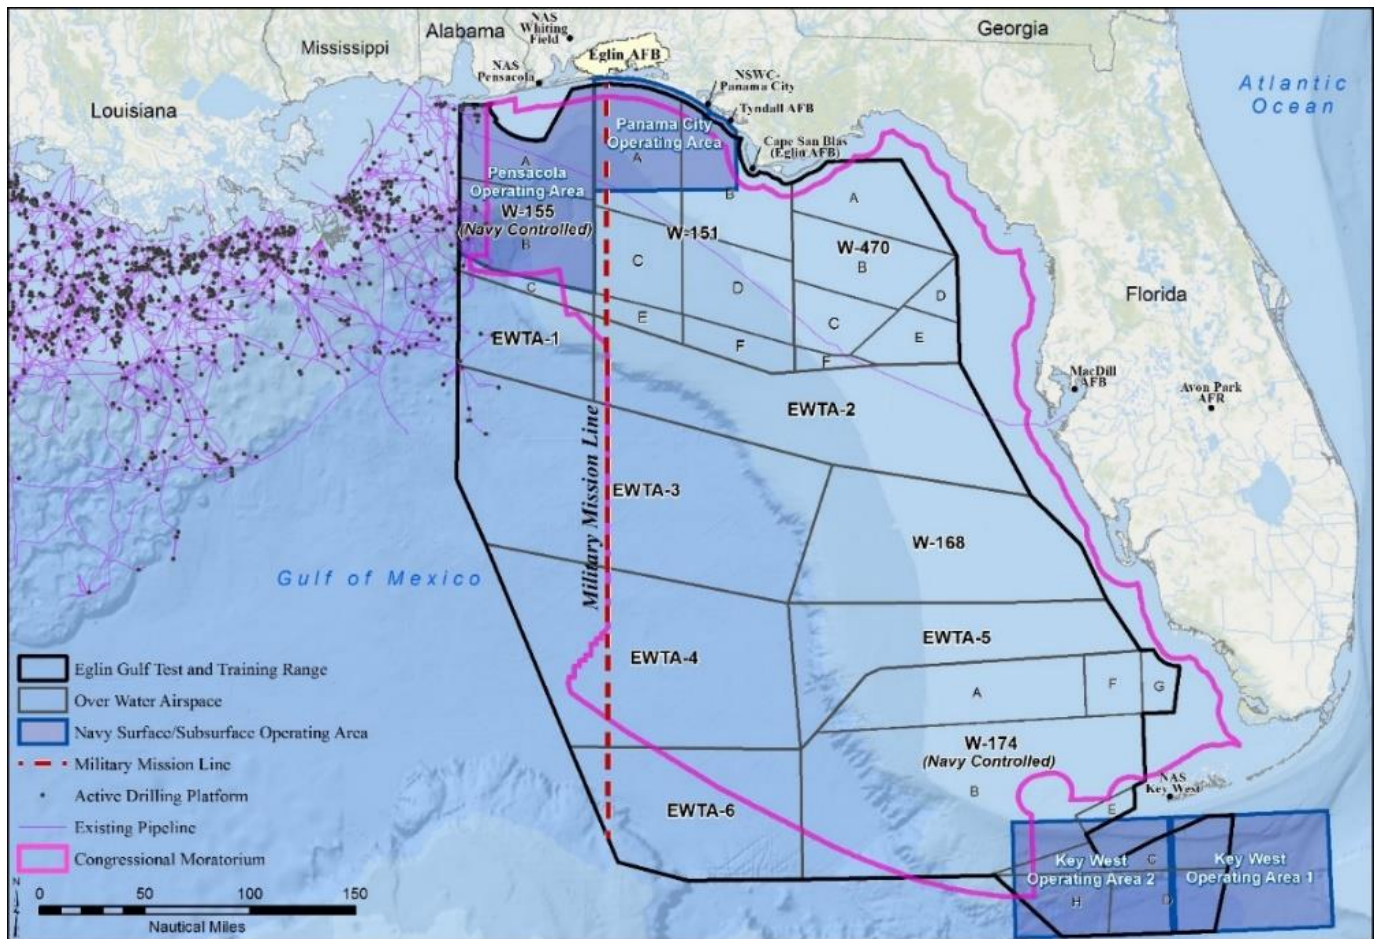 Alabama
NAS
Whiting
Field
Georgia
Mississippi
Eglin AFB
NAS
Pensacola
NSWC-
Panama City
Atlantic
Ocean
Louisiana
Tyndall AFB
Panama City
Operating Area
Cape San Blas
(Eglin AFB)
A
A
Pensacola
Operating Area
B
A
W-155
(Navy Controlled)
B
W-151
W-470
B
C
D
D
C
Florida
E
C
E
EWTA-1
F
F
MacDill
AFB
Avon Park
AFR
EWTA-2
Military Mission Line
EWTA-3
W-168
Gulf of Mexico
EWTA-5
EWTA-4
A
F
G
W-174
(Navy Controlled)
B
NAS
Key West
E
EWTA-6
Key West
Operating Area 2
C
Key West
Operating Area 1
H
D
Eglin Gulf Test and Training Range
Over Water Airspace
Navy Surface/Subsurface Operating Area
Military Mission Line
Active Drilling Platform
Existing Pipeline
Congressional Moratorium
N
0 50 100 150
Nautical Miles